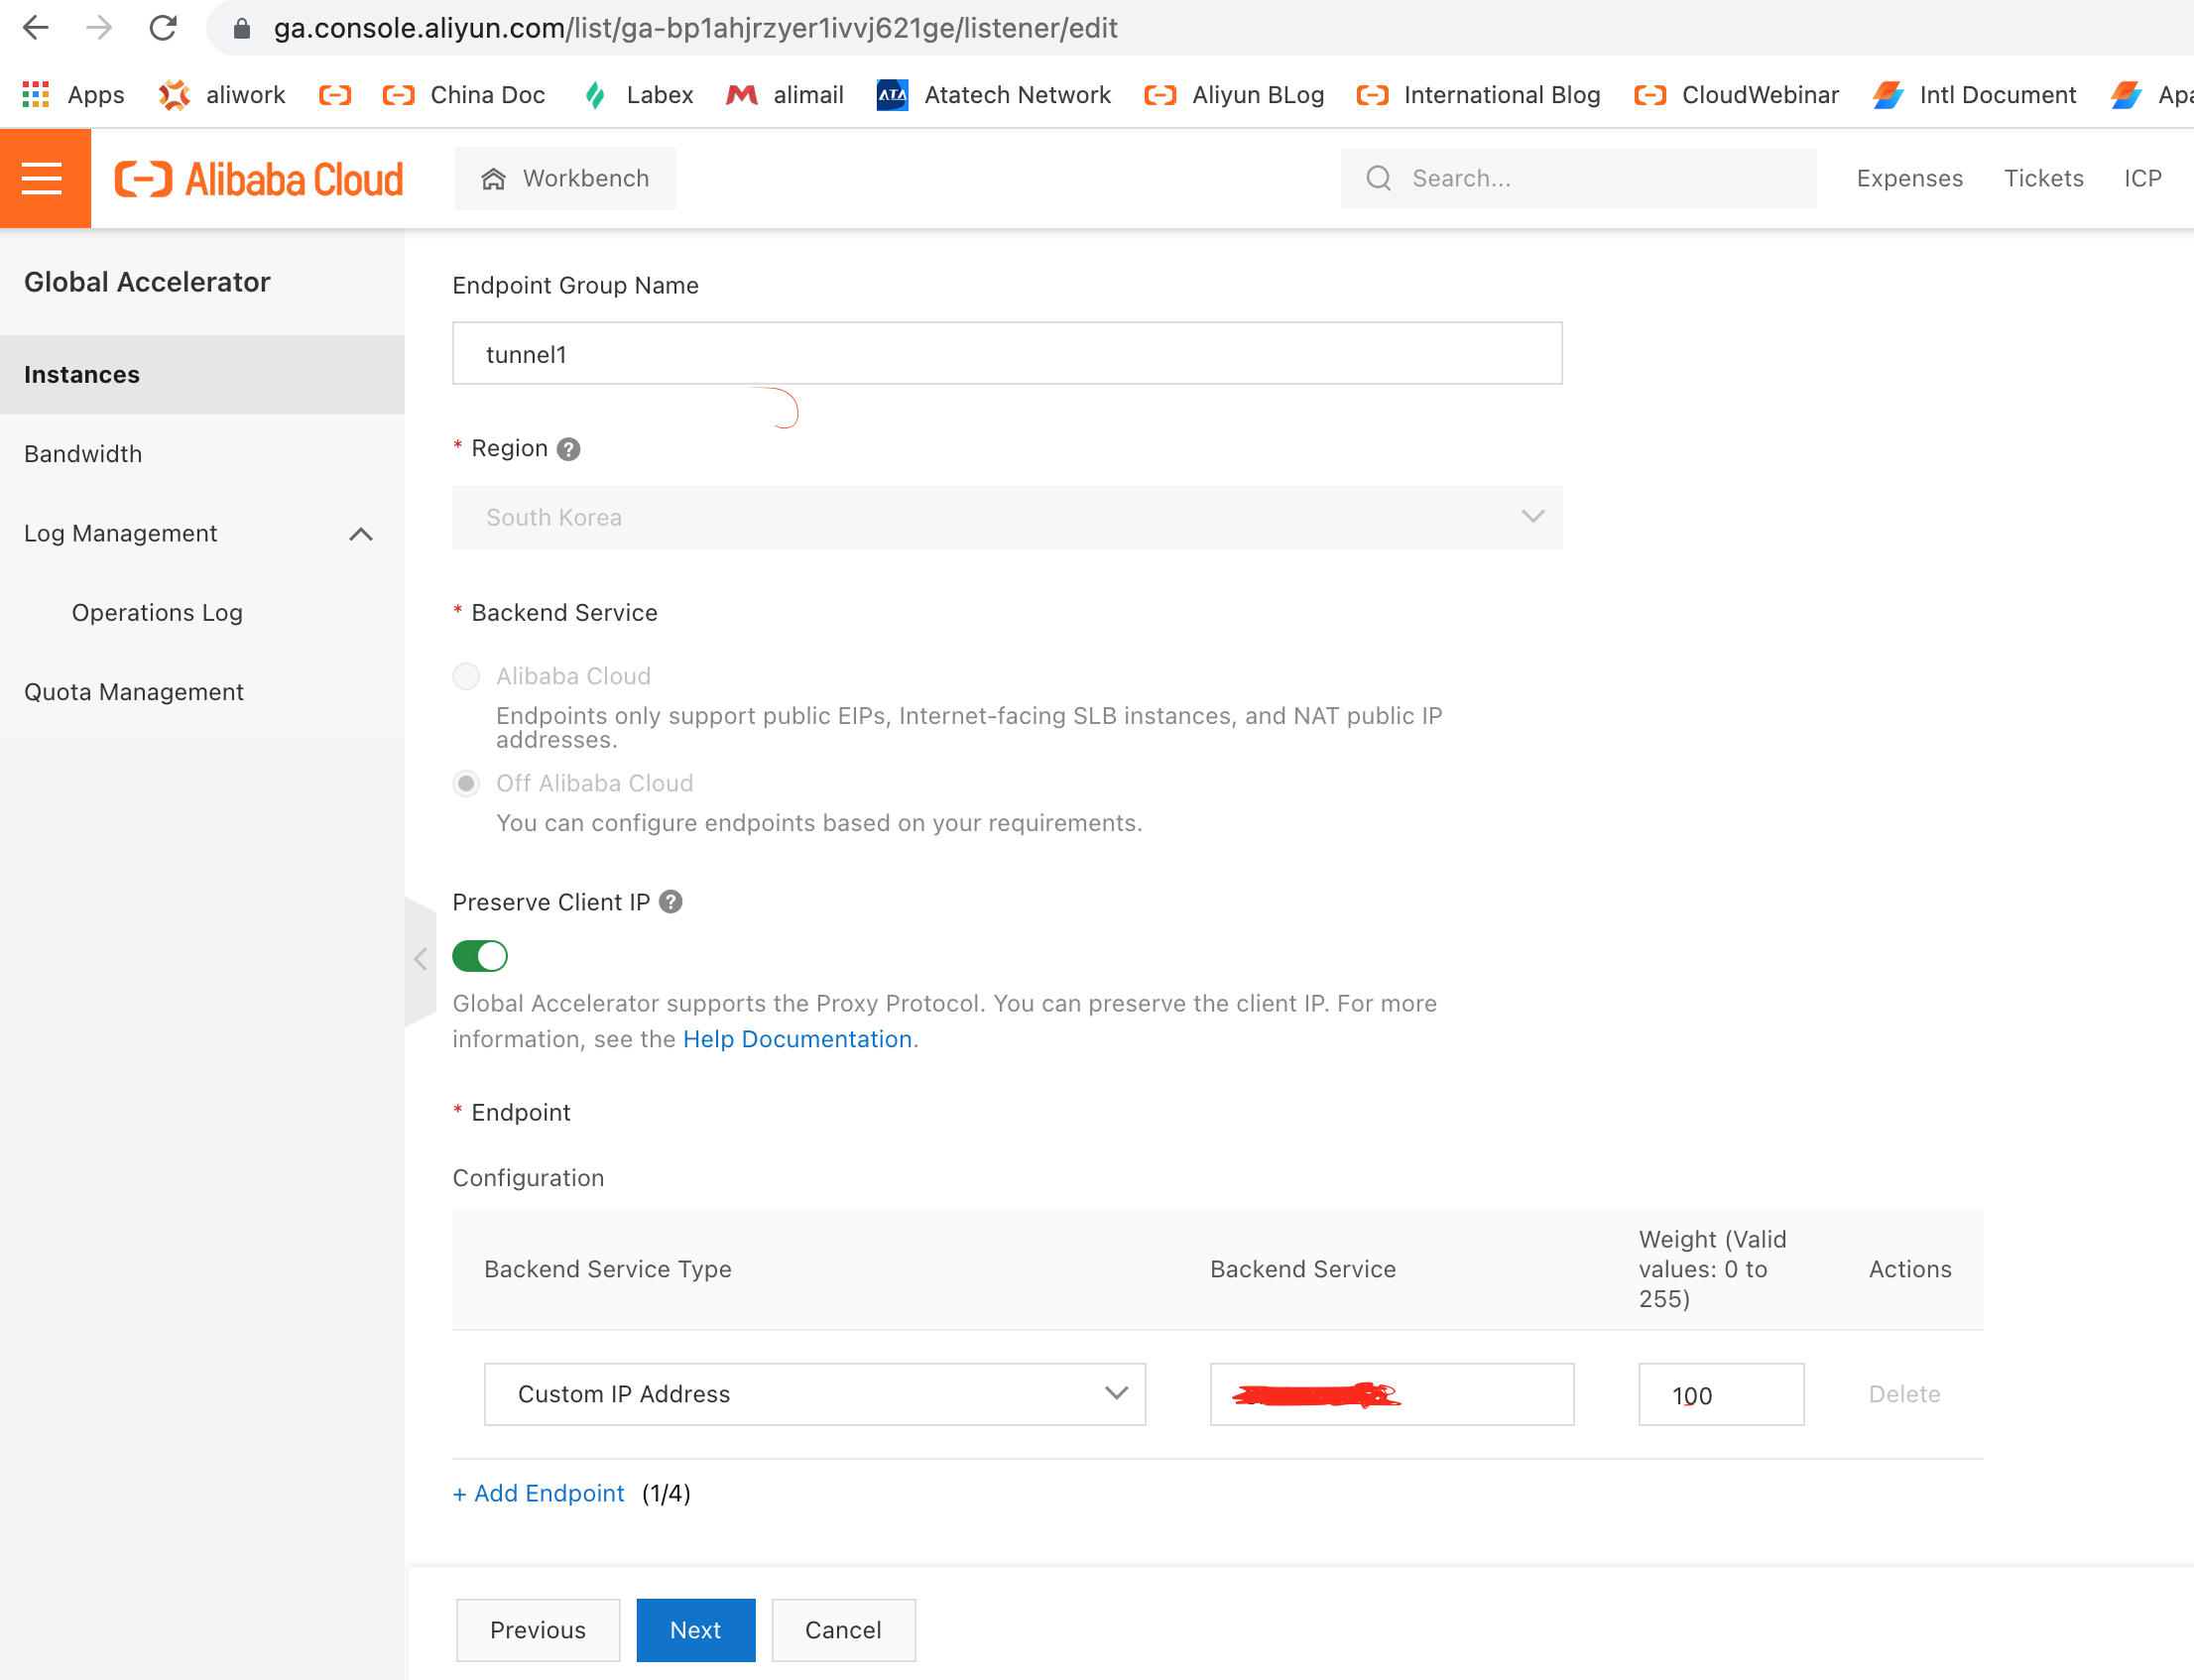 ga.console.aliyun.com/list/ga-bp1ahjrzyer1ivvj621ge/listener/edit
Apps aliwork China Doc Labex alimail ATA Atatech Network Aliyun BLog International Blog CloudWebinar Intl Document Apa
Alibaba Cloud Workbench Search... Expenses Tickets ICP
Global Accelerator
Instances
Bandwidth
Log Management
Operations Log
Quota Management
Endpoint Group Name
tunnel1
* Region ?
South Korea
* Backend Service
Alibaba Cloud
Endpoints only support public EIPs, Internet-facing SLB instances, and NAT public IP
addresses.
Off Alibaba Cloud
You can configure endpoints based on your requirements.
Preserve Client IP ?
Global Accelerator supports the Proxy Protocol. You can preserve the client IP. For more
information, see the Help Documentation.
* Endpoint
Configuration
Backend Service Type Backend Service Weight (Valid values: 0 to 255) Actions
Custom IP Address 100 Delete
+ Add Endpoint (1/4)
Previous Next Cancel